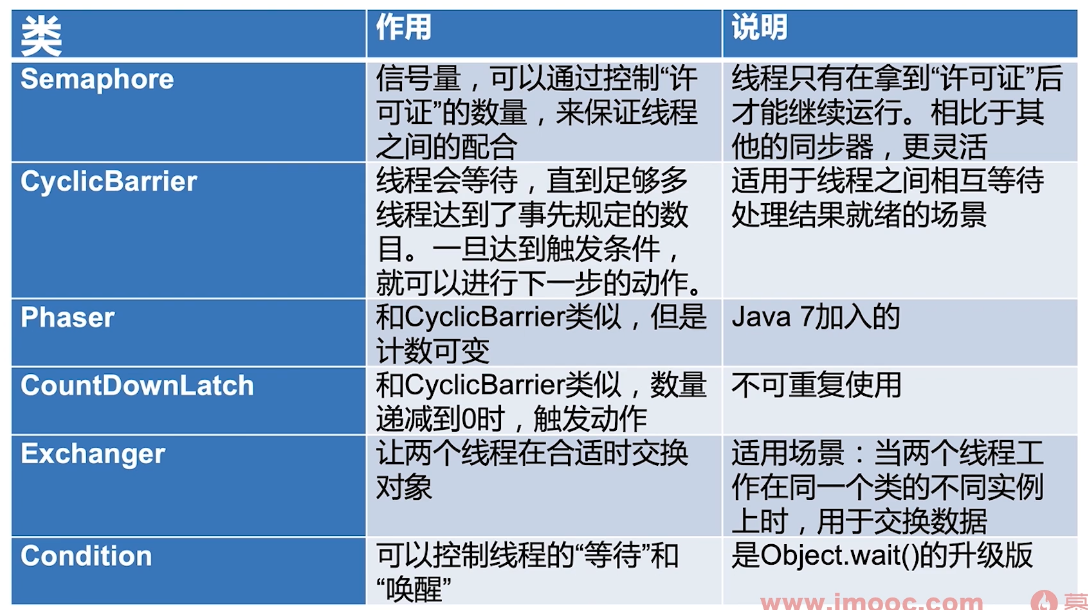 类
作用
说明
Semaphore
信号量，可以通过控制“许
可证”的数量，来保证线程
之间的配合
线程只有在拿到“许可证”后
才能继续运行。相比于其
他的同步器，更灵活
CyclicBarrier
线程会等待，直到足够多
线程达到了事先规定的数
目。一旦达到触发条件，
就可以进行下一步的动作。
适用于线程之间相互等待
处理结果就绪的场景
Phaser
和CyclicBarrier类似，但是
计数可变
Java 7加入的
CountDownLatch
和CyclicBarrier类似，数量
递减到0时，触发动作
不可重复使用
Exchanger
让两个线程在合适时交换
对象
适用场景：当两个线程工
作在同一个类的不同实例
上时，用于交换数据
Condition
可以控制线程的“等待”和
“唤醒”
是Object.wait()的升级版
www.imooc.com